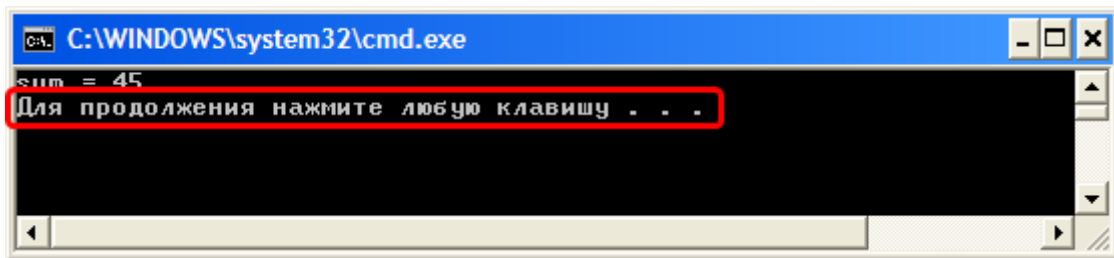 C:\WINDOWS\system32\cmd.exe
sum = 45
Для продолжения нажмите любую клавишу . . .